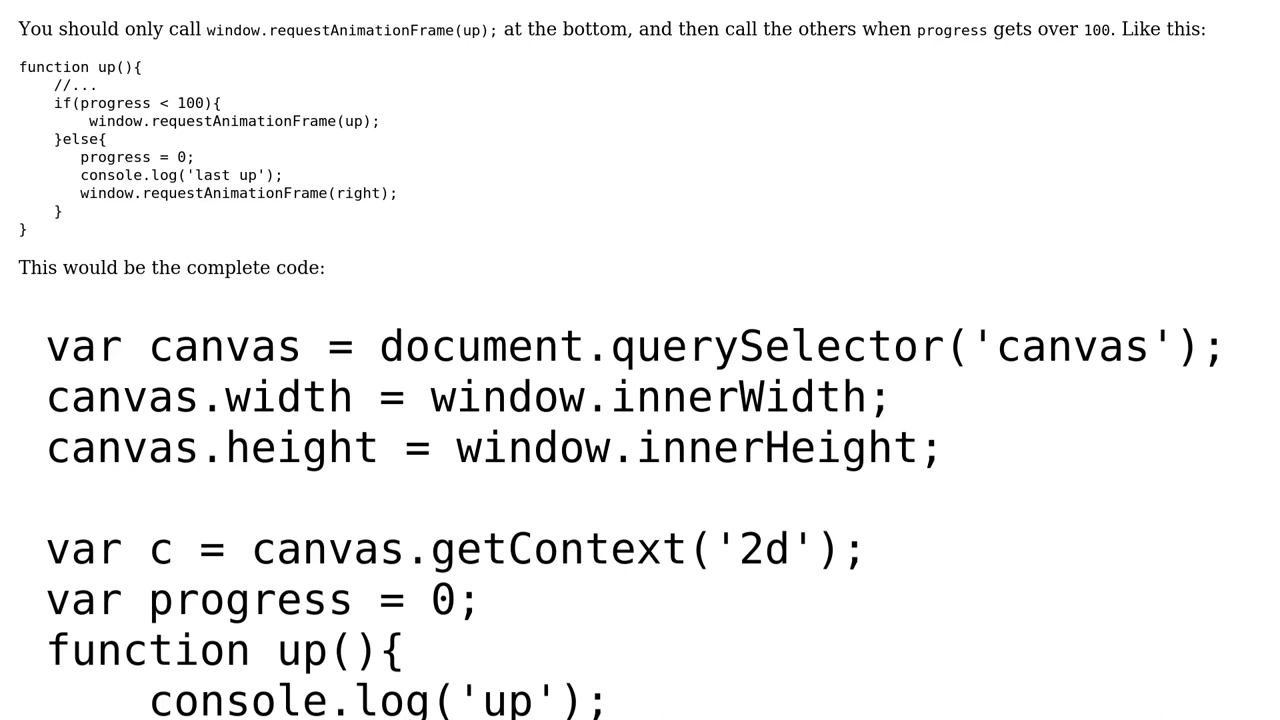 You should only call window.requestAnimationFrame(up); at the bottom, and then call the others when progress gets over 100. Like this:
function up(){
    //...
    if(progress < 100){
        window.requestAnimationFrame(up);
    }else{
       progress = 0;
       console.log('last up');
       window.requestAnimationFrame(right);
    }
}
This would be the complete code:
var canvas = document.querySelector('canvas');
canvas.width = window.innerWidth;
canvas.height = window.innerHeight;
var c = canvas.getContext('2d');
var progress = 0;
function up(){
    console.log('up');